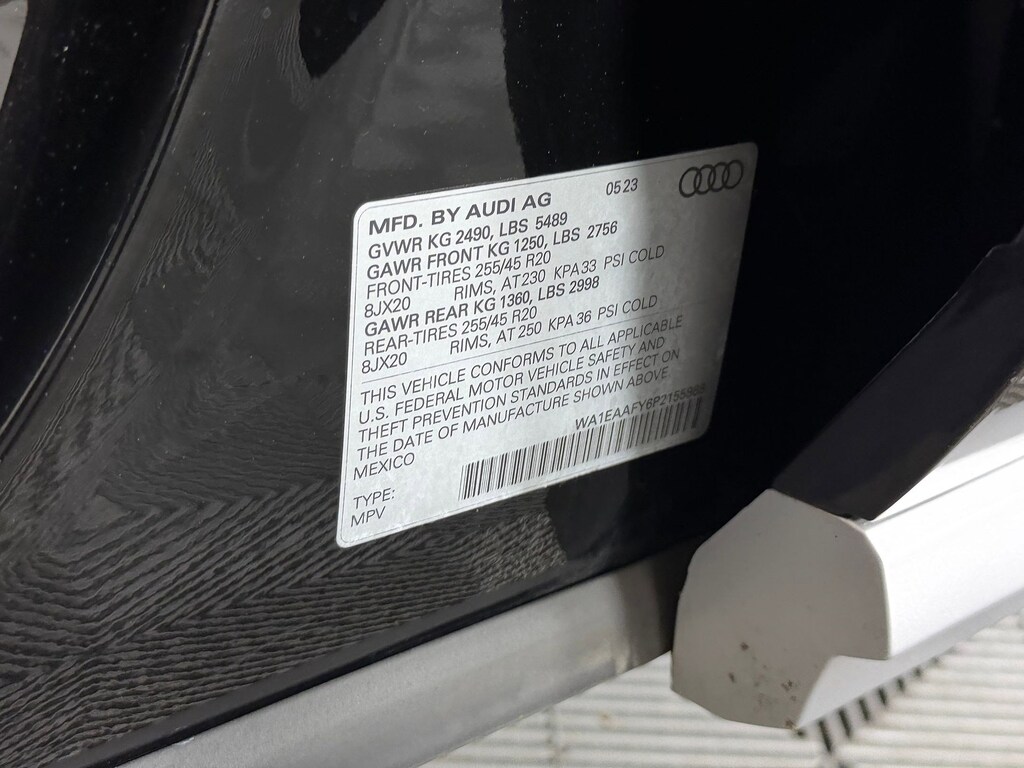 MFD. BY AUDI AG 05 23
GVWR KG 2490, LBS 5489
GAWR FRONT KG 1250, LBS 2756
FRONT-TIRES 255/45 R20
8JX20 RIMS, AT 230 KPA 33 PSI COLD
GAWR REAR KG 1360, LBS 2998
REAR-TIRES 255/45 R20
8JX20 RIMS, AT 250 KPA 36 PSI COLD
THIS VEHICLE CONFORMS TO ALL APPLICABLE
U.S. FEDERAL MOTOR VEHICLE SAFETY AND
THEFT PREVENTION STANDARDS IN EFFECT ON
THE DATE OF MANUFACTURE SHOWN ABOVE
MEXICO
TYPE:
MPV